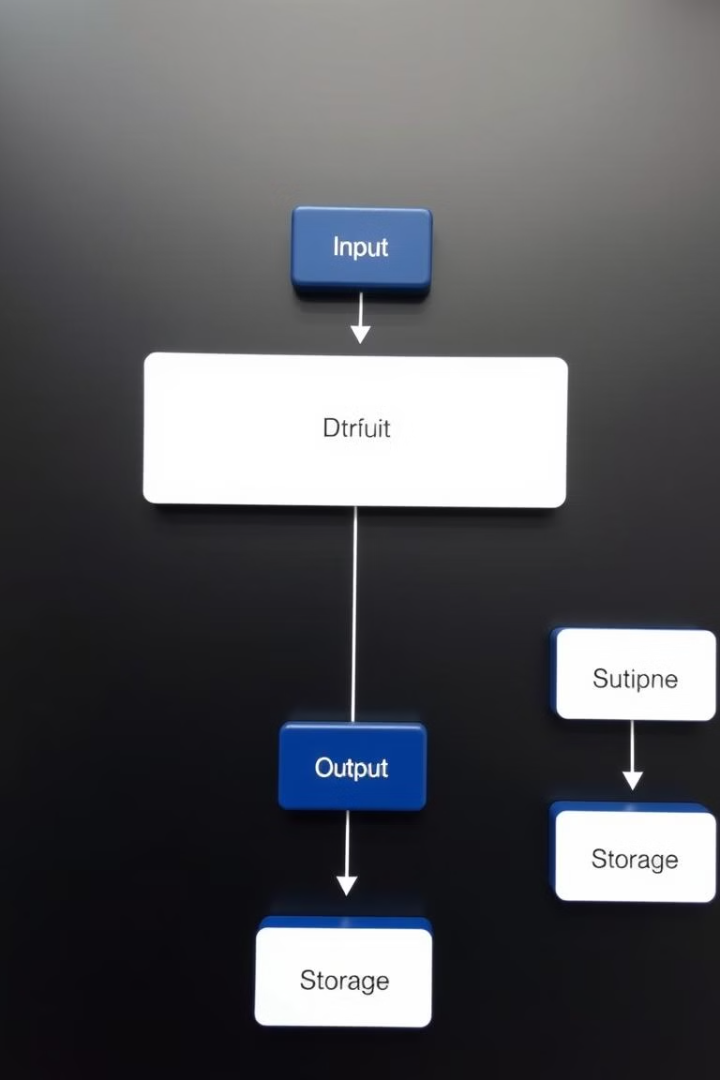 Input
Dtrfuit
Output
Storage
Sutipne
Storage